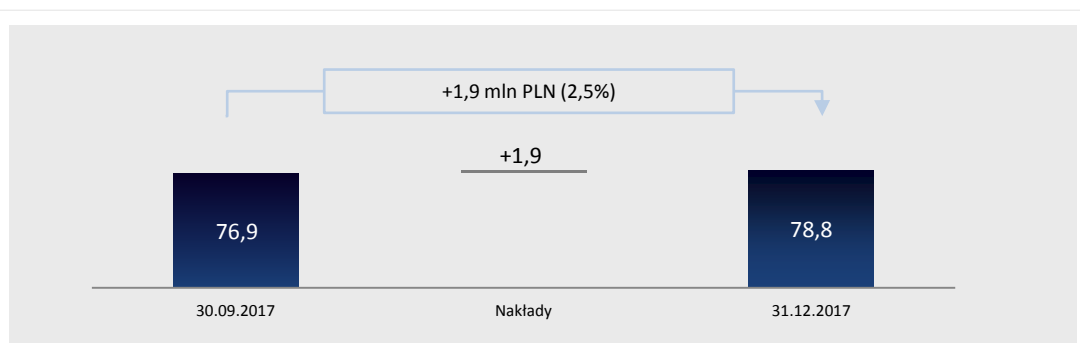 +1,9 mln PLN (2,5%)
+1,9
76,9
78,8
30.09.2017
Nakłady
31.12.2017